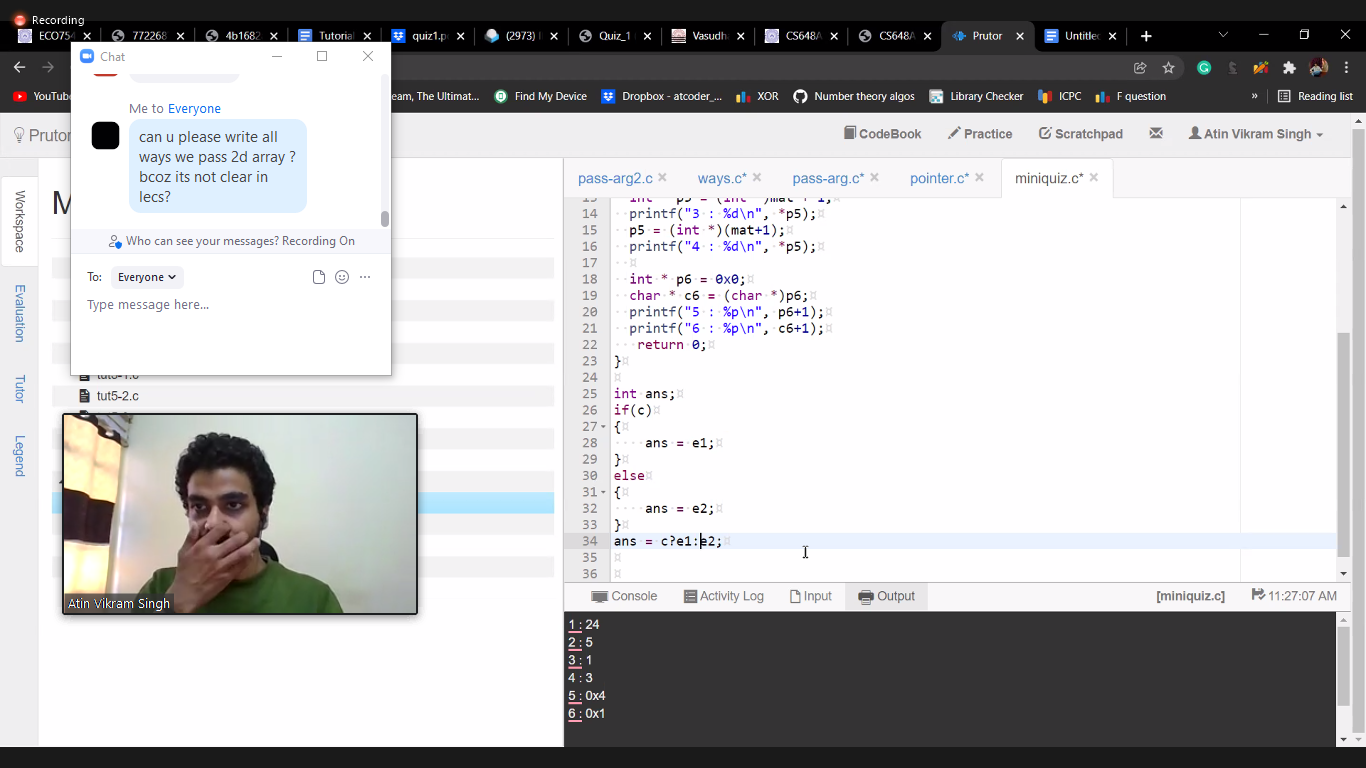 Recording
ECO754
772268
4b1682
Tutorial
quiz1.p
(2973)
Quiz_1
Vasudh
CS648A
CS648A
Prutor
Untitle
YouTub
eam, The Ultimat...
Find My Device
Dropbox - atcoder_...
XOR
Number theory algos
Library Checker
ICPC
F question
»
Reading list
Prutor
CodeBook
Practice
Scratchpad
Atin Vikram Singh
Chat
Me to Everyone
can u please write all
ways we pass 2d array ?
bcoz its not clear in
lecs?
Who can see your messages? Recording On
To: Everyone
Type message here...
Workspace
Evaluation
Tutor
Legend
M
tut5-1.c
tut5-2.c
Atin Vikram Singh
pass-arg2.c
ways.c*
pass-arg.c*
pointer.c*
miniquiz.c*
13 int * p5 = (int *)mat + 1;
14 printf("3 : %d\n", *p5);
15 p5 = (int *)(mat+1);
16 printf("4 : %d\n", *p5);
17
18 int * p6 = 0x0;
19 char * c6 = (char *)p6;
20 printf("5 : %p\n", p6+1);
21 printf("6 : %p\n", c6+1);
22 return 0;
23 }
24
25 int ans;
26 if(c)
27 {
28 ans = e1;
29 }
30 else
31 {
32 ans = e2;
33 }
34 ans = c?e1:e2;
35
36
Console
Activity Log
Input
Output
[miniquiz.c]
11:27:07 AM
1 : 24
2 : 5
3 : 1
4 : 3
5 : 0x4
6 : 0x1